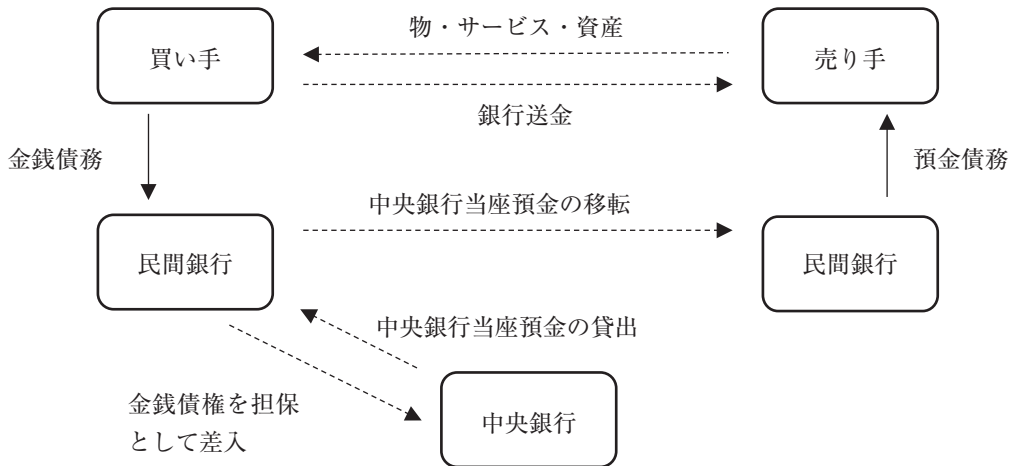 物・サービス・資産
買い手
売り手
銀行送金
金銭債務
預金債務
中央銀行当座預金の移転
民間銀行
民間銀行
中央銀行当座預金の貸出
金銭債権を担保
として差入
中央銀行